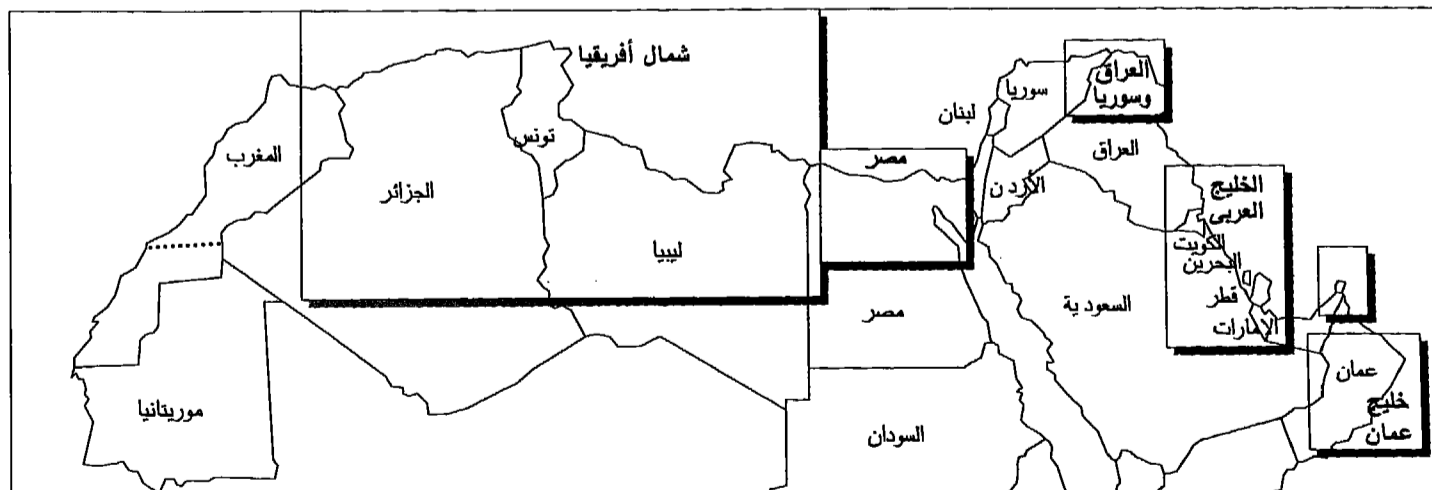 شمال أفريقيا
العراق
وسوريا
سوريا
لبنان
المغرب
تونس
الجزائر
ليبيا
مصر
الأردن
العراق
الخليج
العربى
الكويت
البحرين
قطر
الإمارات
السعودية
مصر
عمان
خليج
عمان
موريتانيا
السودان